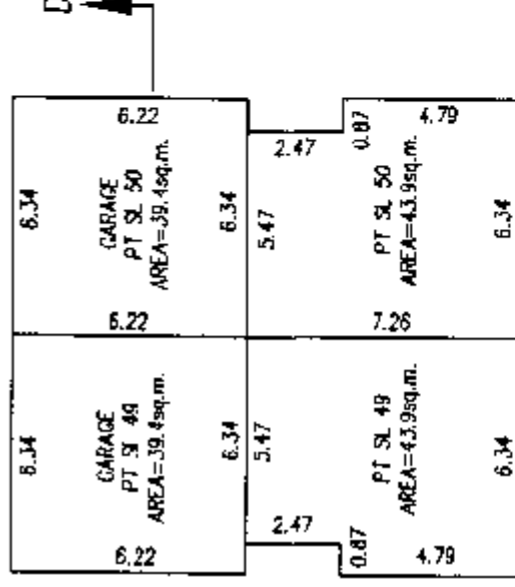 6.22
6.34
GARAGE
PT SL 50
AREA=39.4sq.m.
6.34
6.22
2.47
5.47
0.87
4.79
PT SL 50
AREA=43.9sq.m.
6.34
7.26
6.34
GARAGE
PT SL 49
AREA=39.4sq.m.
6.34
6.22
5.47
2.47
PT SL 49
AREA=43.9sq.m.
6.34
0.87
4.79